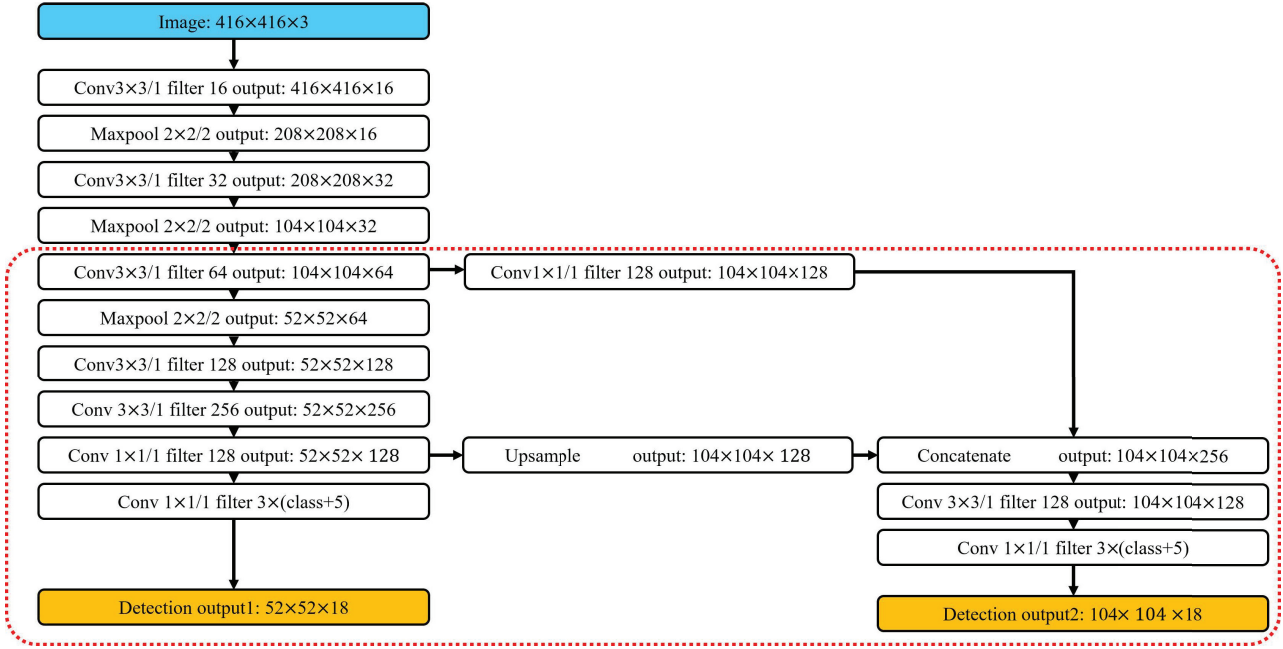 Image: 416×416×3
Conv3×3/1 filter 16 output: 416×416×16
Maxpool 2×2/2 output: 208×208×16
Conv3×3/1 filter 32 output: 208×208×32
Maxpool 2×2/2 output: 104×104×32
Conv3×3/1 filter 64 output: 104×104×64
Conv1×1/1 filter 128 output: 104×104×128
Maxpool 2×2/2 output: 52×52×64
Conv3×3/1 filter 128 output: 52×52×128
Conv 3×3/1 filter 256 output: 52×52×256
Conv 1×1/1 filter 128 output: 52×52× 128
Upsample output: 104×104× 128
Concatenate output: 104×104×256
Conv 1×1/1 filter 3×(class+5)
Conv 3×3/1 filter 128 output: 104×104×128
Conv 1×1/1 filter 3×(class+5)
Detection output1: 52×52×18
Detection output2: 104× 104 ×18